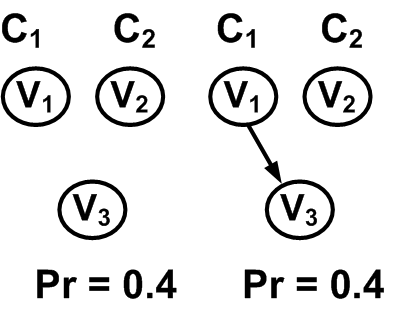 C1 C2 C1 C2
V1 V2 V1 V2
V3 V3
Pr = 0.4 Pr = 0.4